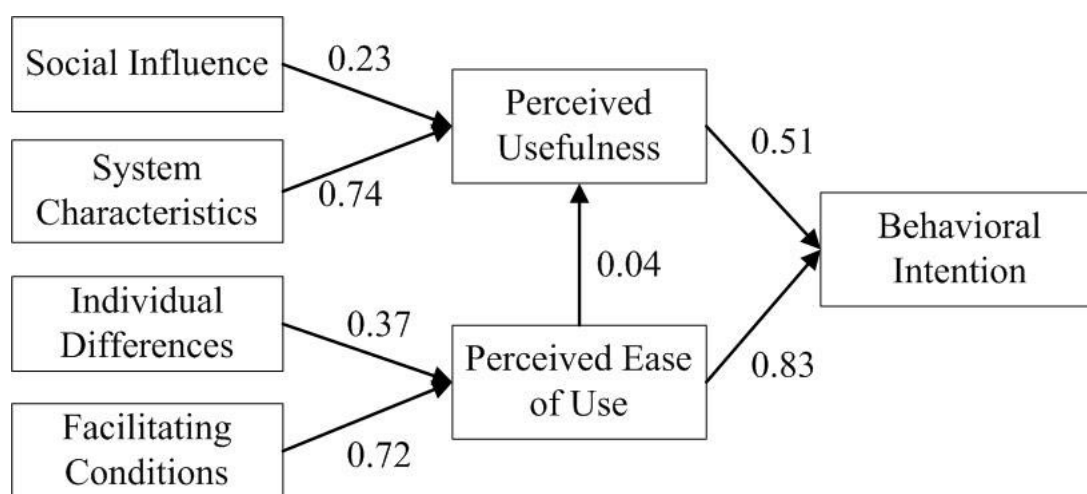 Social Influence
0.23
System
Characteristics
0.74
Perceived
Usefulness
0.51
0.04
Behavioral
Intention
Individual
Differences
0.37
Perceived Ease
of Use
0.83
Facilitating
Conditions
0.72